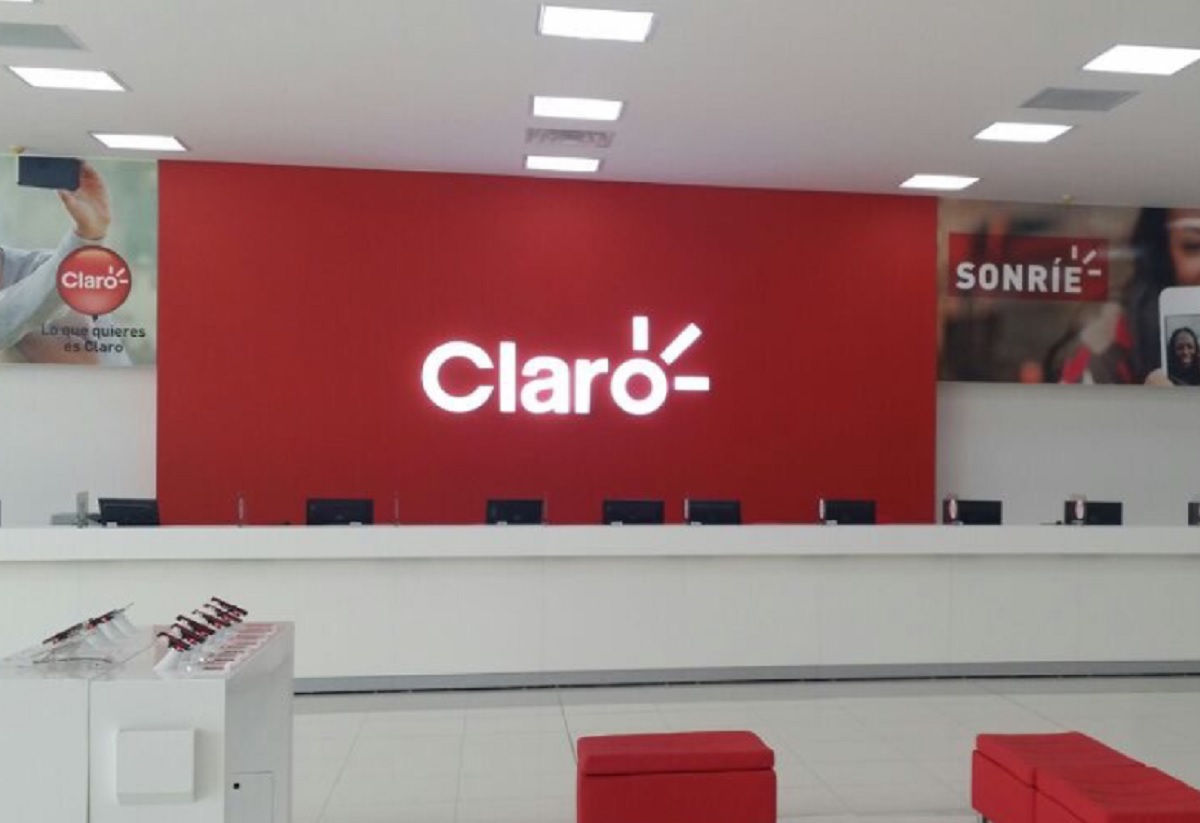 Claro
Lo que quieres
es Claro
Claro
SONRÍE